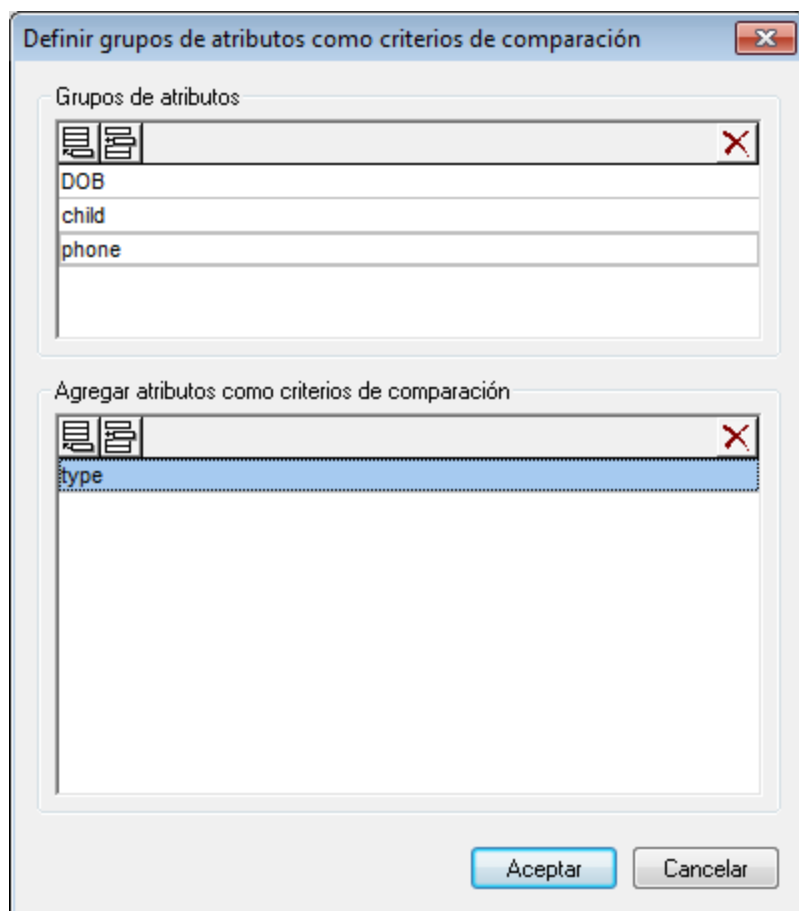 Definir grupos de atributos como criterios de comparación
Grupos de atributos
DOB
child
phone
Agregar atributos como criterios de comparación
type
Aceptar
Cancelar